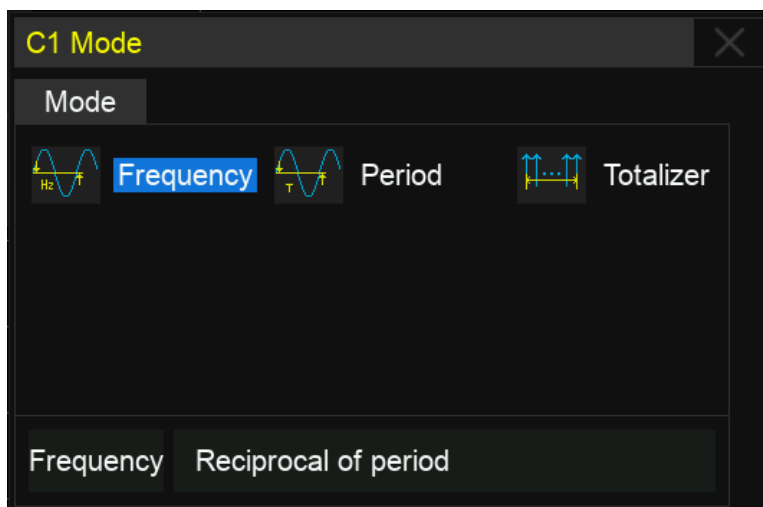 C1 Mode
Mode
Hz Frequency T Period Totalizer
Frequency Reciprocal of period